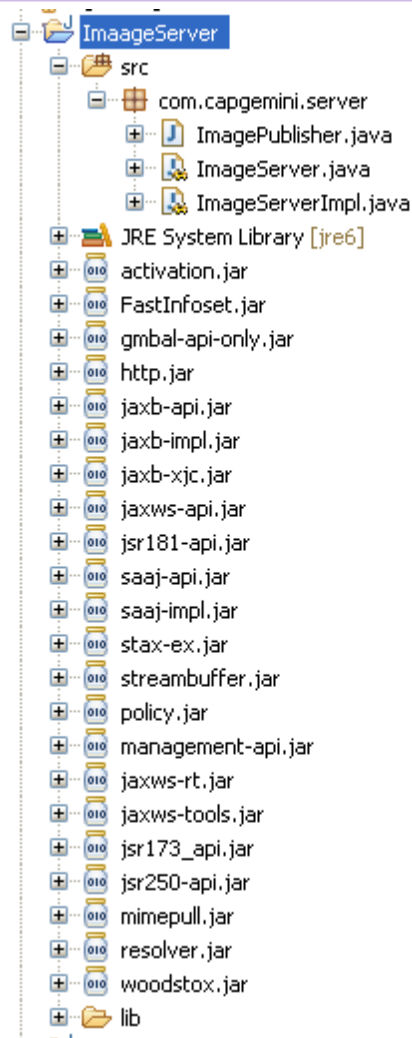 ImaageServer
src
com.capgemini.server
ImagePublisher.java
ImageServer.java
ImageServerImpl.java
JRE System Library [jre6]
activation.jar
FastInfoset.jar
gmbal-api-only.jar
http.jar
jaxb-api.jar
jaxb-impl.jar
jaxb-xjc.jar
jaxws-api.jar
jsr181-api.jar
saaj-api.jar
saaj-impl.jar
stax-ex.jar
streambuffer.jar
policy.jar
management-api.jar
jaxws-rt.jar
jaxws-tools.jar
jsr173_api.jar
jsr250-api.jar
mimepull.jar
resolver.jar
woodstox.jar
lib